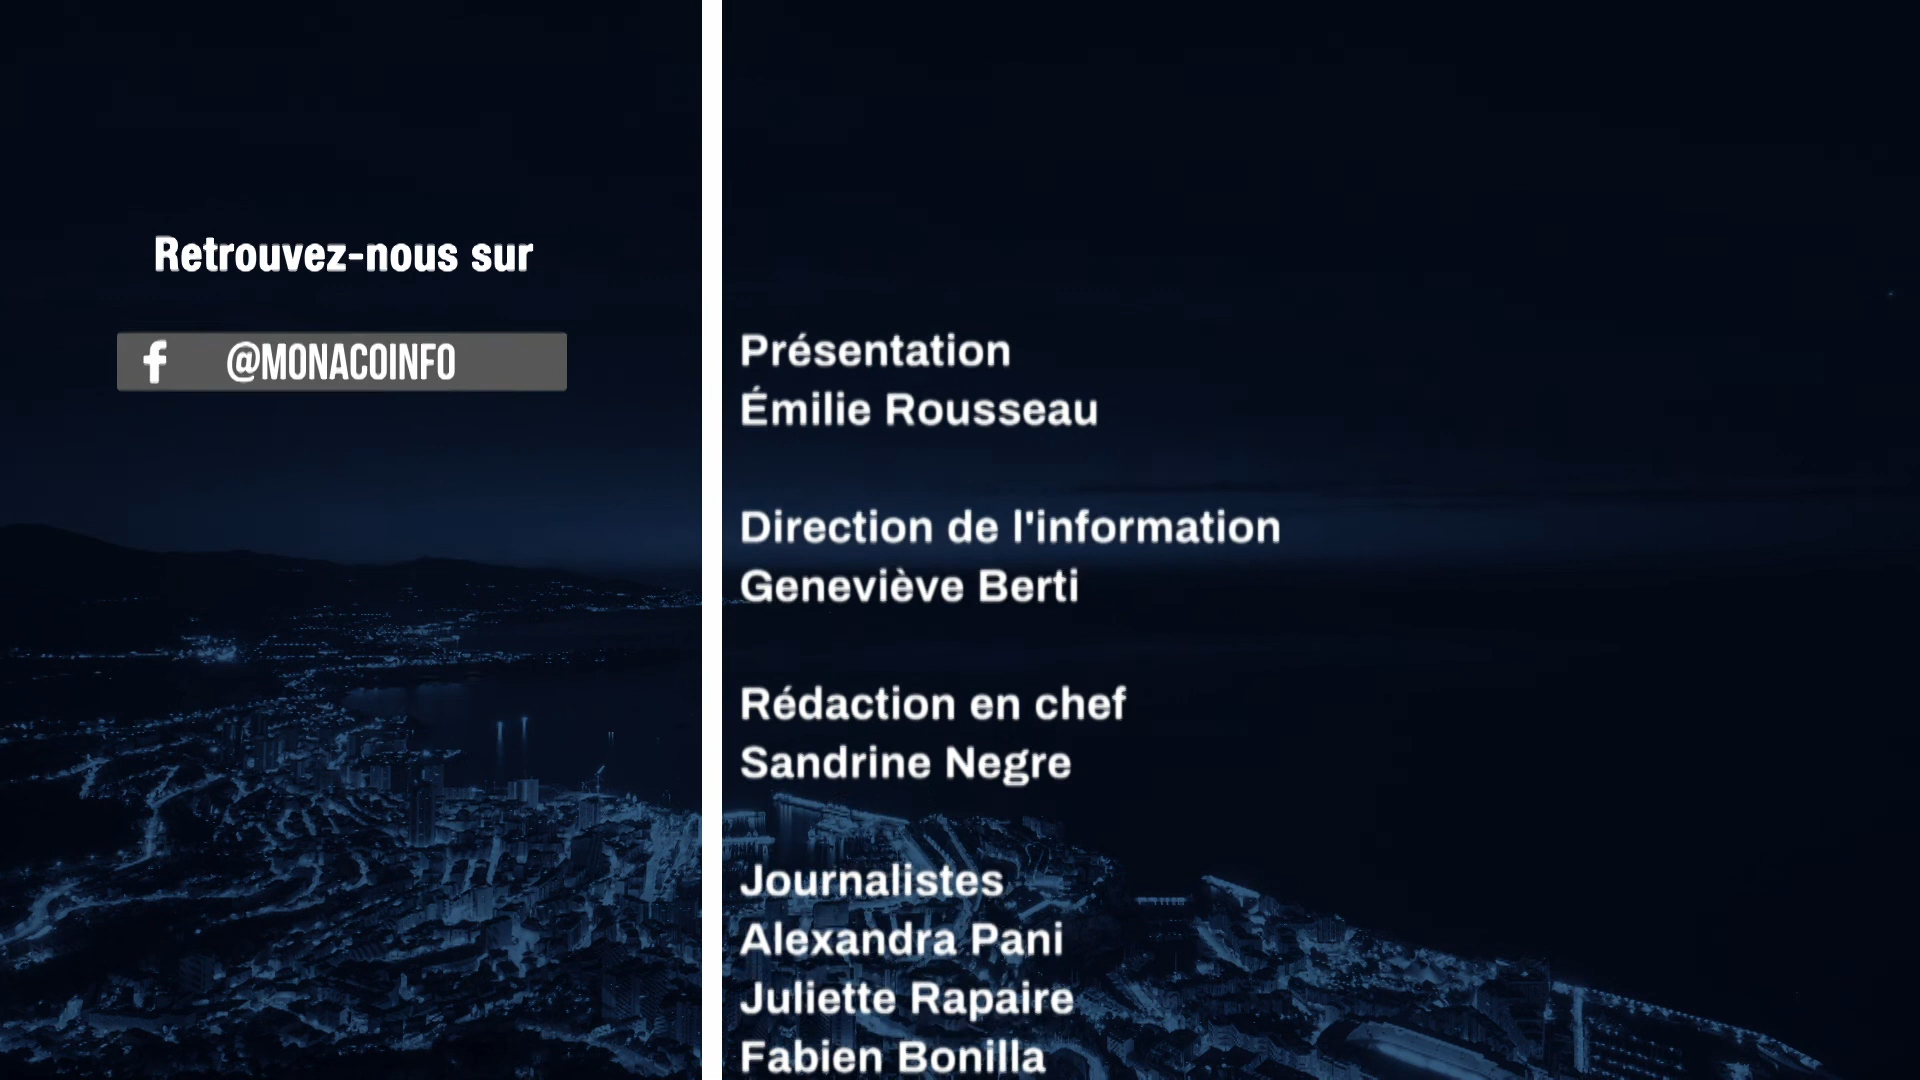 Retrouvez-nous sur
f @MONACOINFO
Présentation
Émilie Rousseau
Direction de l'information
Geneviève Berti
Rédaction en chef
Sandrine Negre
Journalistes
Alexandra Pani
Juliette Rapaire
Fabien Bonilla